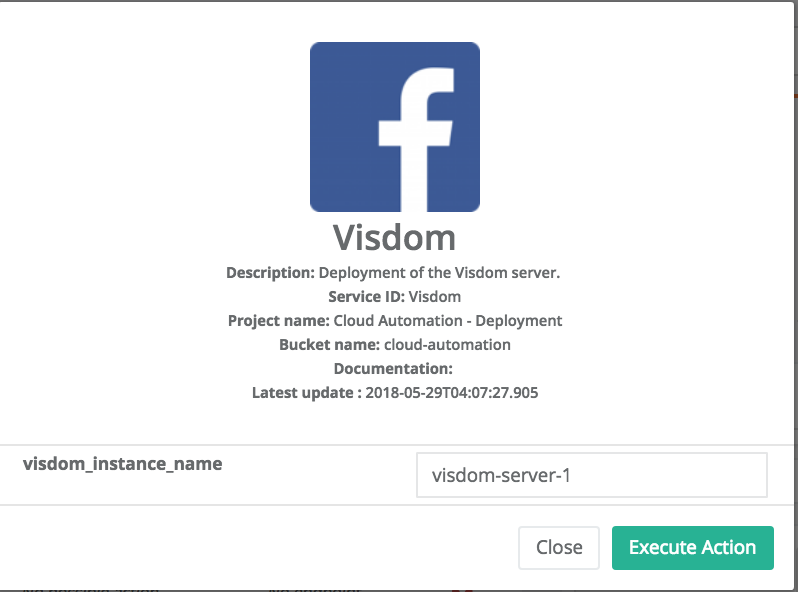 f
Visdom
Description: Deployment of the Visdom server.
Service ID: Visdom
Project name: Cloud Automation - Deployment
Bucket name: cloud-automation
Documentation:
Latest update : 2018-05-29T04:07:27.905
visdom_instance_name
visdom-server-1
Close
Execute Action